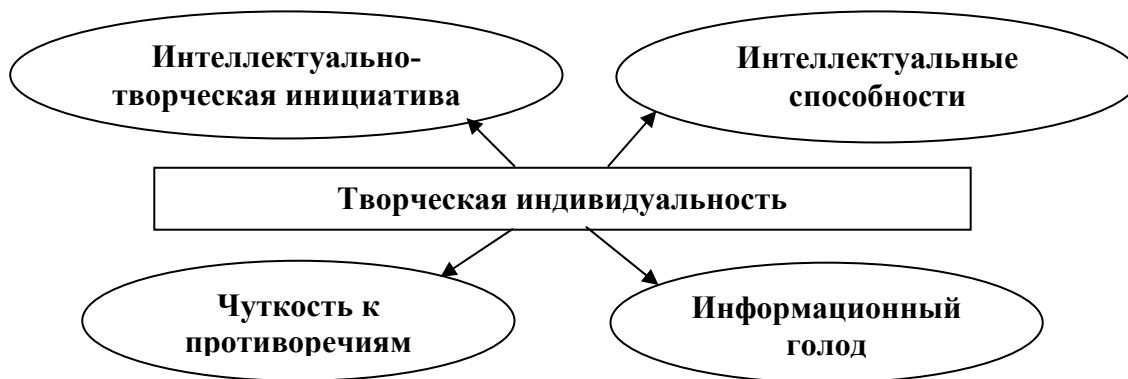 Интеллектуально-
творческая инициатива
Интеллектуальные
способности
Творческая индивидуальность
Чуткость к
противоречиям
Информационный
голод